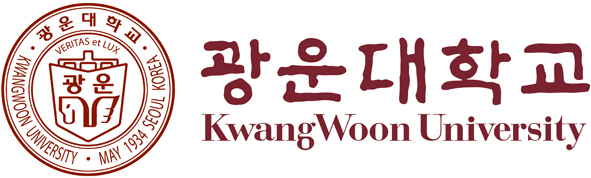 · 광운대학교 ·
KWANGWOON UNIVERSITY · MAY 1934 SEOUL KOREA
VERITAS et LUX
광운
광운대학교
KwangWoon University